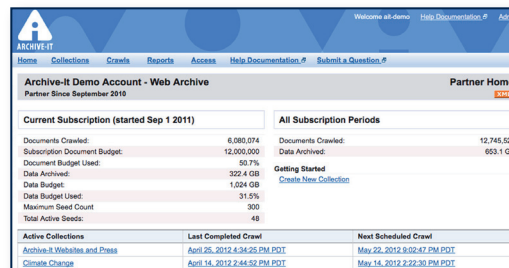 Welcome ait-demo Help Documentation
ARCHIVE-IT
Home Collections Crawls Reports Access Help Documentation Submit a Question
Archive-It Demo Account - Web Archive
Partner Since September 2010
Partner
Current Subscription (started Sep 1 2011)
Documents Crawled: 6,080,074
Subscription Document Budget: 12,000,000
Document Budget Used: 50.7%
Data Archived: 322.4 GB
Data Budget: 1,024 GB
Data Budget Used: 31.5%
Maximum Seed Count 300
Total Active Seeds: 48
All Subscription Periods
Documents Crawled: 12,745,52
Data Archived: 653.1 G
Getting Started
Create New Collection
Active Collections Last Completed Crawl Next Scheduled Crawl
Archive-It Websites and Press April 25, 2012 4:34:25 PM PDT May 22, 2012 9:02:47 PM PDT
Climate Change April 14, 2012 2:44:52 PM PDT May 14, 2012 2:22:30 PM PDT